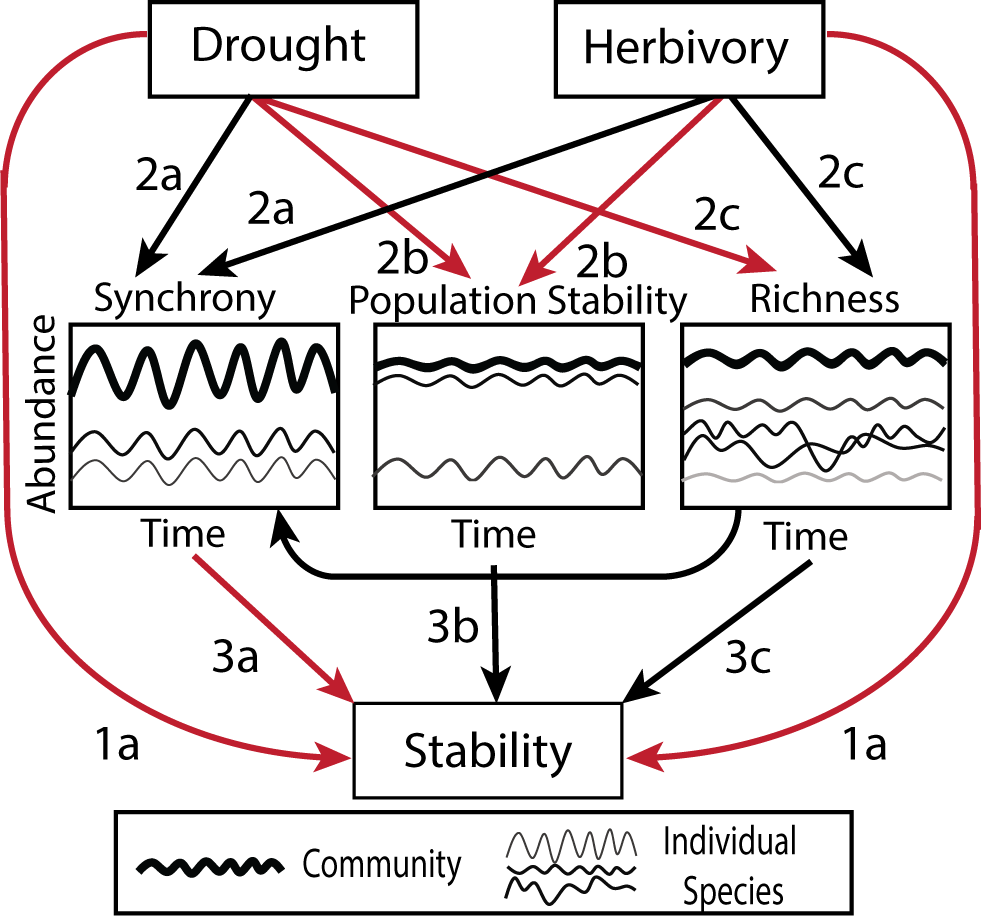 Drought
Herbivory
2a
2a
2b
2b
2c
2c
Synchrony
Population Stability
Richness
Abundance
Time
Time
Time
3a
3b
3c
1a
Stability
1a
Community
Individual
Species